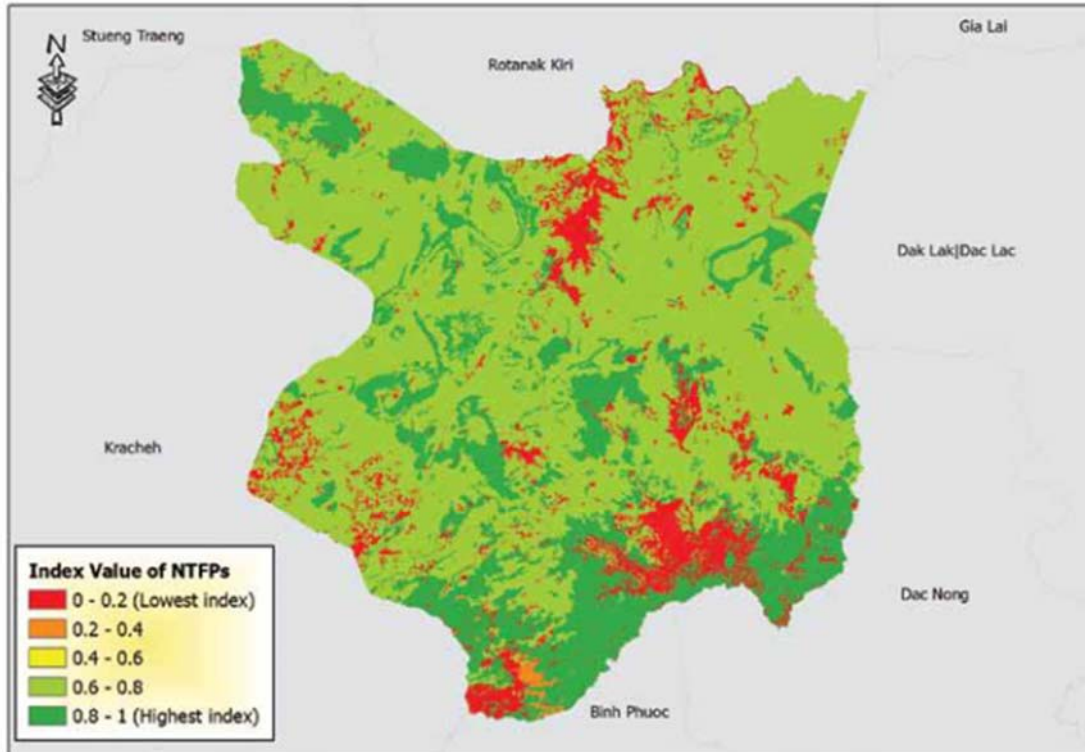 Gia Lai
Stueng Traeng
N
Rotanak Kiri
Dak Lak|Dac Lac
Kracheh
Index Value of NTFPs
0 - 0.2 (Lowest index)
0.2 - 0.4
0.4 - 0.6
0.6 - 0.8
0.8 - 1 (Highest index)
Dac Nong
Binh Phuoc